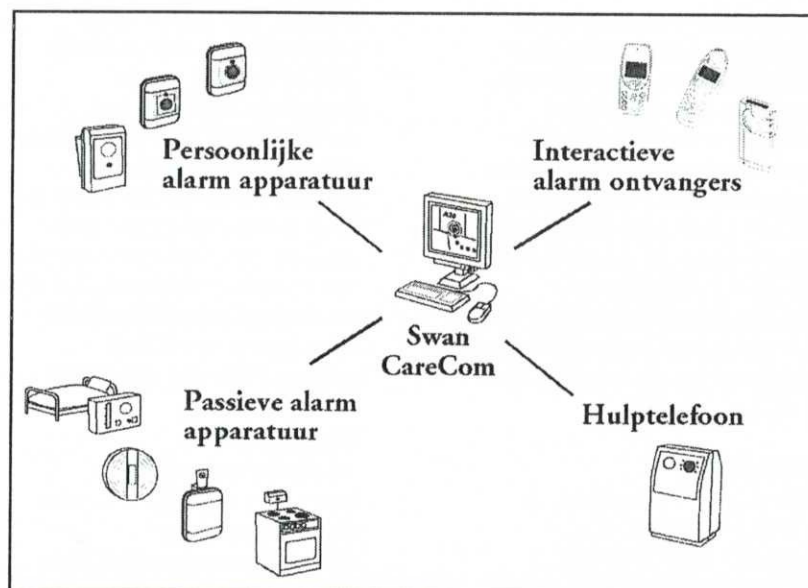 Persoonlijke
alarm apparatuur
Interactieve
alarm ontvangers
Swan
CareCom
Passieve alarm
apparatuur
Hulptelefoon